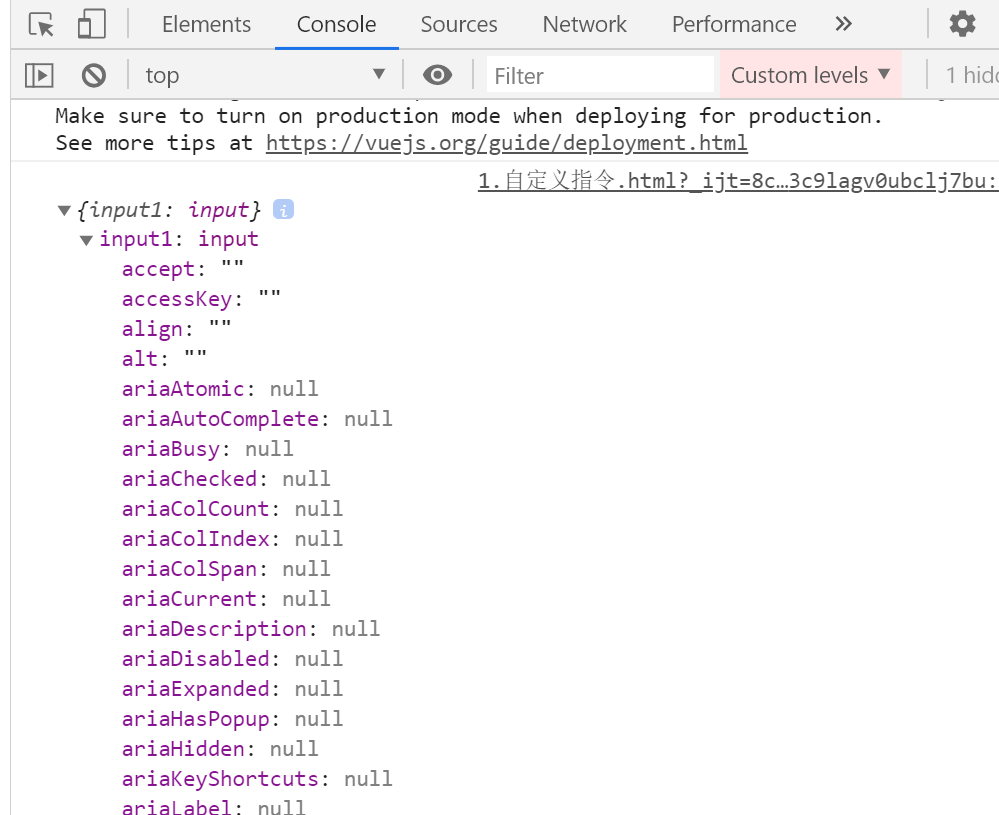 Elements Console Sources Network Performance
top Filter Custom levels 1
Make sure to turn on production mode when deploying for production.
See more tips at https://vuejs.org/guide/deployment.html
1.自定义指令.html?_ijt=8c…3c9lagv0ubclj7bu:
{input1: input} i
input1: input
accept: ""
accessKey: ""
align: ""
alt: ""
ariaAtomic: null
ariaAutoComplete: null
ariaBusy: null
ariaChecked: null
ariaColCount: null
ariaColIndex: null
ariaColSpan: null
ariaCurrent: null
ariaDescription: null
ariaDisabled: null
ariaExpanded: null
ariaHasPopup: null
ariaHidden: null
ariaKeyShortcuts: null
ariaLabel: null